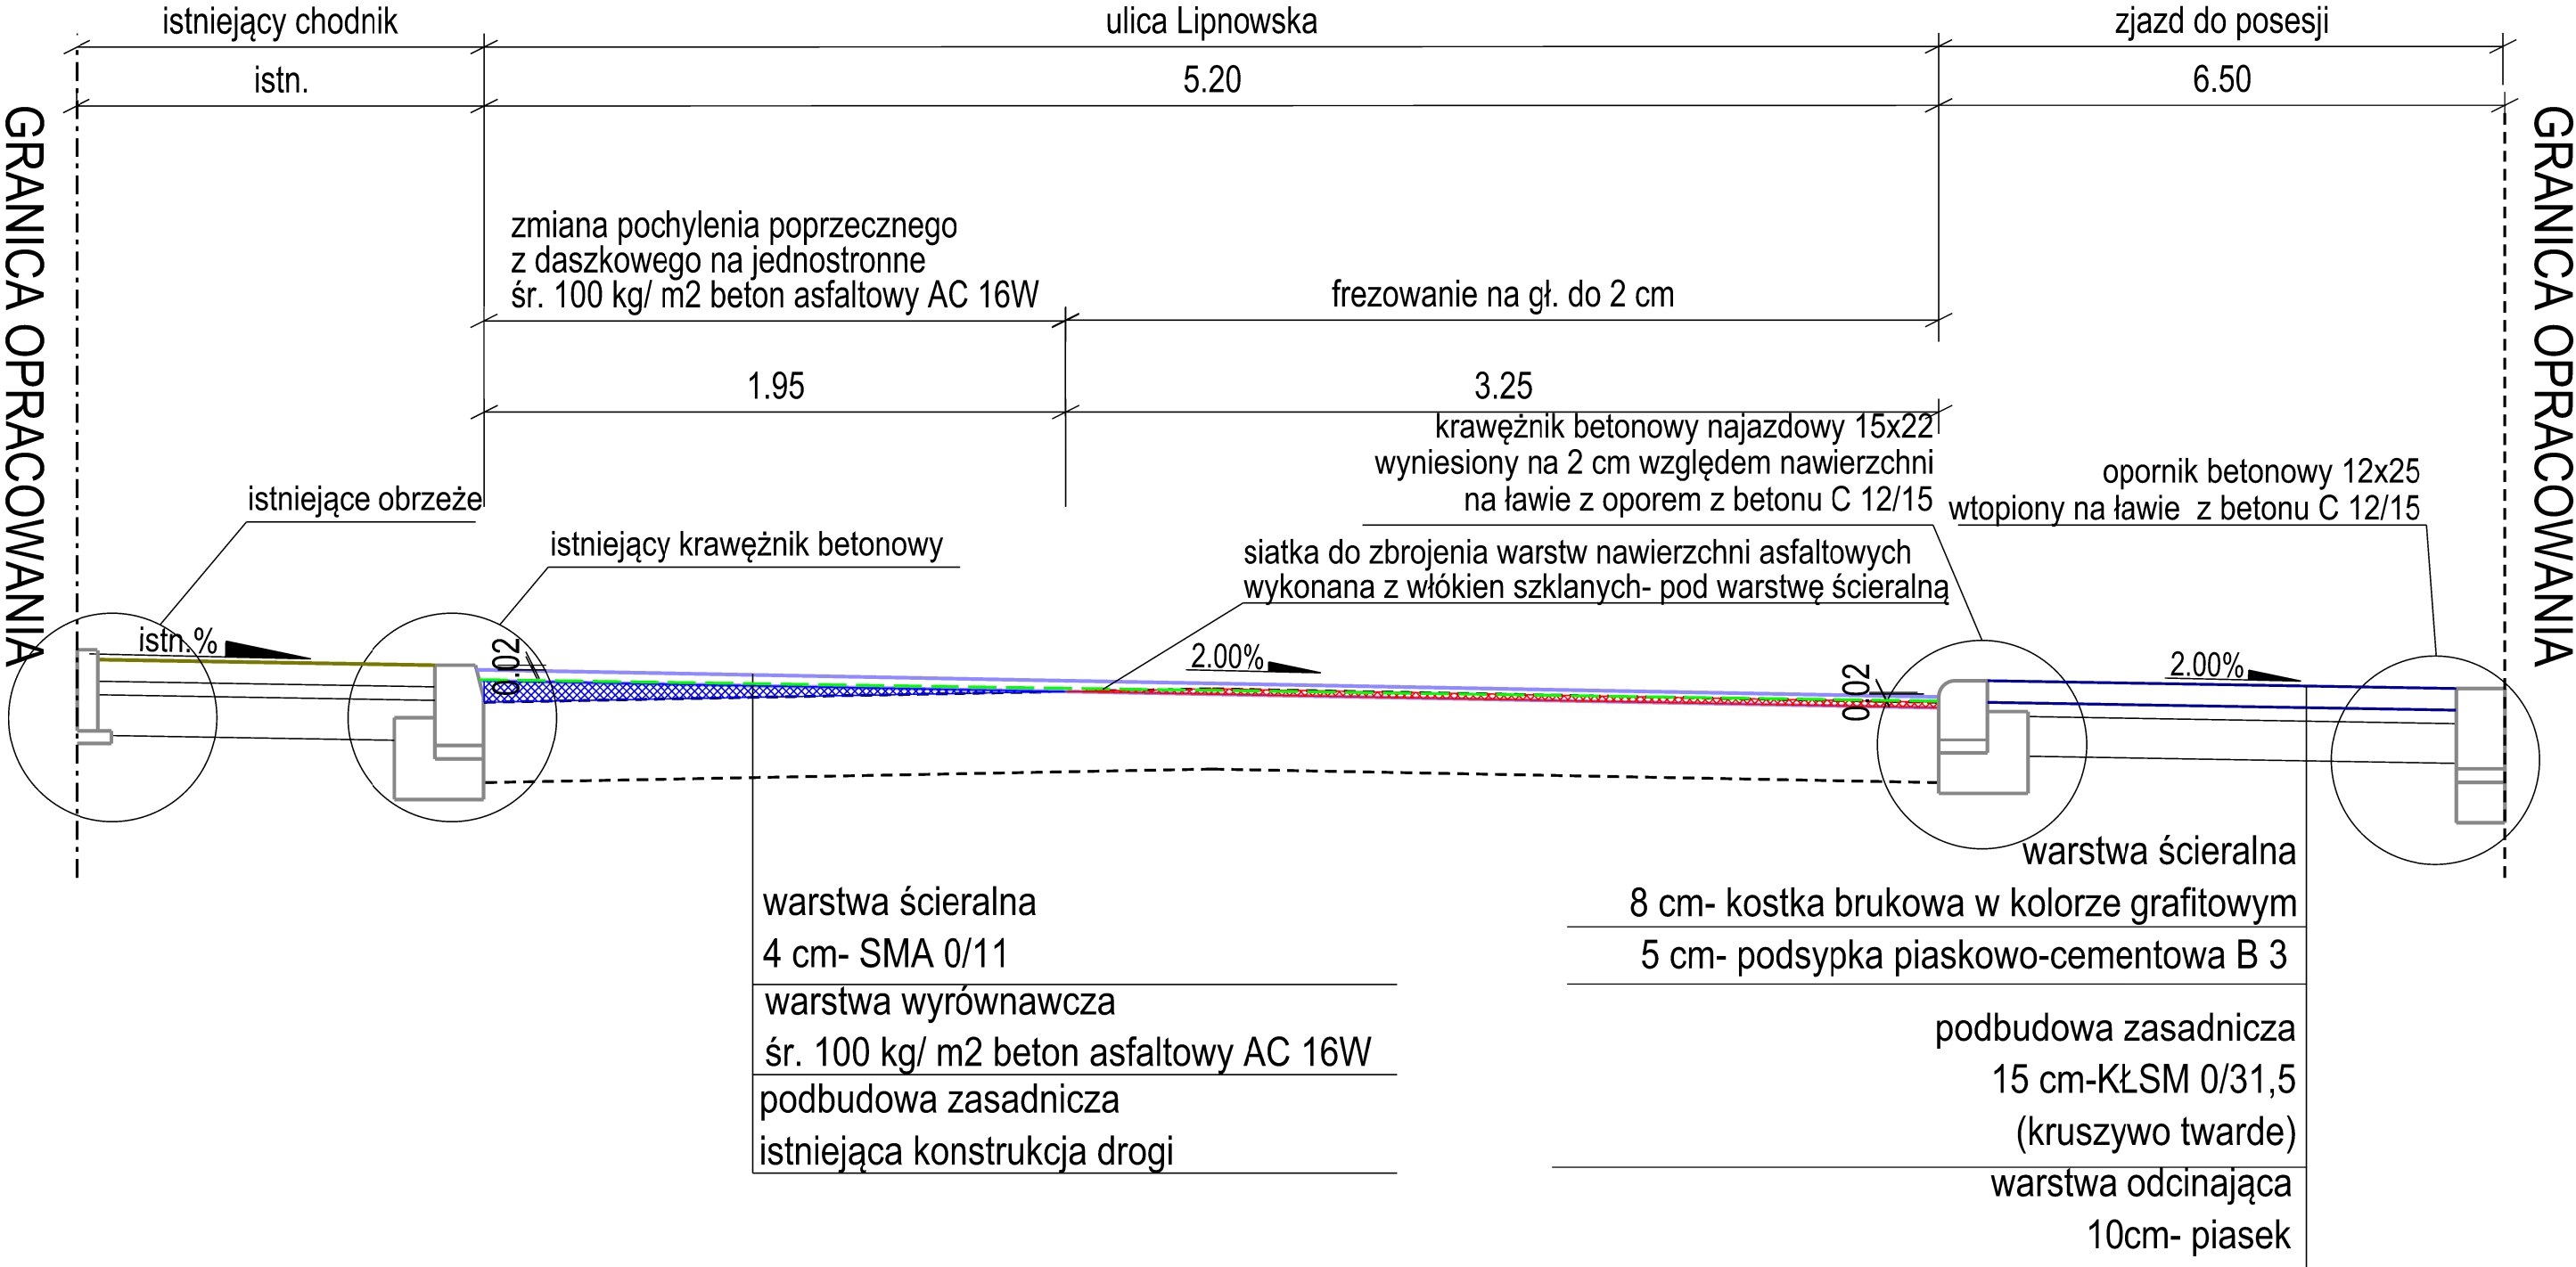 istniejący chodnik
ulica Lipnowska
zjazd do posesji
istn.
5.20
6.50
GRANICA OPRACOWANIA
GRANICA OPRACOWANIA
zmiana pochylenia poprzecznego
z daszkowego na jednostronne
śr. 100 kg/ m2 beton asfaltowy AC 16W
frezowanie na gł. do 2 cm
1.95
3.25
krawężnik betonowy najazdowy 15x22
wyniesiony na 2 cm względem nawierzchni
na ławie z oporem z betonu C 12/15
opornik betonowy 12x25
wtopiony na ławie z betonu C 12/15
istniejące obrzeże
istniejący krawężnik betonowy
siatka do zbrojenia warstw nawierzchni asfaltowych
wykonana z włókien szklanych- pod warstwę ścieralną
istn.%
0.02
2.00%
0.02
2.00%
warstwa ścieralna
4 cm- SMA 0/11
warstwa wyrównawcza
śr. 100 kg/ m2 beton asfaltowy AC 16W
podbudowa zasadnicza
istniejąca konstrukcja drogi
warstwa ścieralna
8 cm- kostka brukowa w kolorze grafitowym
5 cm- podsypka piaskowo-cementowa B 3
podbudowa zasadnicza
15 cm-KŁSM 0/31,5
(kruszywo twarde)
warstwa odcinająca
10cm- piasek